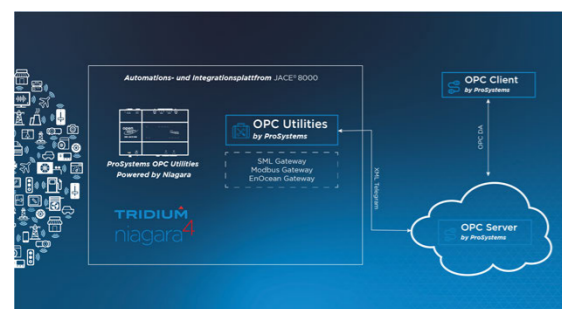 Automations- und Integrationsplattfrom JACE® 8000
OPC Client
by ProSystems
OPC Utilities
by ProSystems
ProSystems OPC Utilities
Powered by Niagara
SML Gateway
Modbus Gateway
EnOcean Gateway
OPC DA
XML Telegram
TRIDIUM
niagara4
OPC Server
by ProSystems